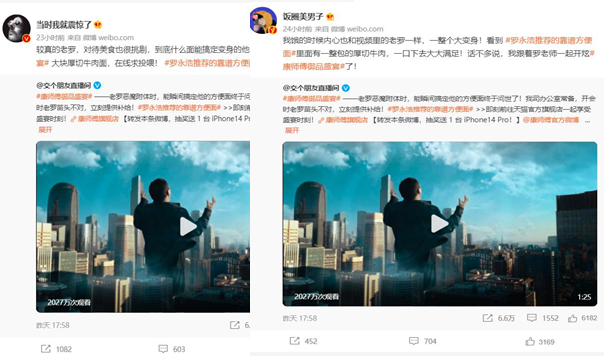 当时我就震惊了
23小时前 来自 微博 weibo.com
较真的老罗，对待美食也很挑剔，到底什么面能搞定变身的他
宴# 大块厚切牛肉面，在线求投喂！#罗永浩推荐的靠谱方便
@交个朋友直播间
#康师傅御品盛宴# ——老罗恶魔附体时，能瞬间搞定他的方便面终于
时老罗苗头不对，立刻提供补给！#罗永浩推荐的靠谱方便面# >>即刻
盛宴时刻！康师傅旗舰店 【转发本条微博，抽奖送 1 台 iPhone14 Pro
展开
2027万次观看
昨天 17:58
6.
1082
603
饭圈美男子
24小时前 来自 微博 weibo.com
我饿的时候内心也和视频里的老罗一样，一整个大变身！看到 #罗永浩推荐的靠谱方便
面#里面有一整包的厚切牛肉，一口下去大大满足！话不多说，我跟着罗老师一起开炫#
康师傅御品盛宴#了！
@交个朋友直播间
#康师傅御品盛宴# ——老罗恶魔附体时，能瞬间搞定他的方便面终于问世了！我司办公室常备，开会
时老罗苗头不对，立刻提供补给！#罗永浩推荐的靠谱方便面# >>即刻前往天猫官方旗舰店一起享受
盛宴时刻！康师傅旗舰店 【转发本条微博，抽奖送 1 台 iPhone14 Pro！】@康师傅官方微博 ...
展开
2027万次观看
1:25
昨天 17:58
6.6万
1552
6182
452
704
3169